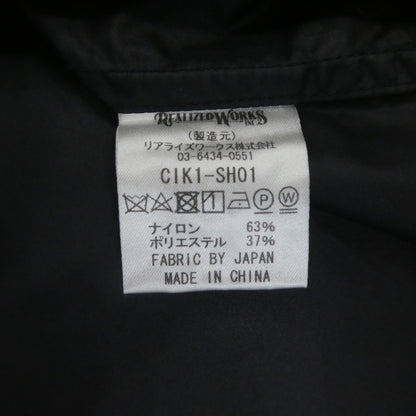 REALIZED WORKS
INC.
(製造元)
リアライズワークス株式会社
03-6434-0551
CIK1-SH01
P W
ナイロン 63%
ポリエステル 37%
FABRIC BY JAPAN
MADE IN CHINA